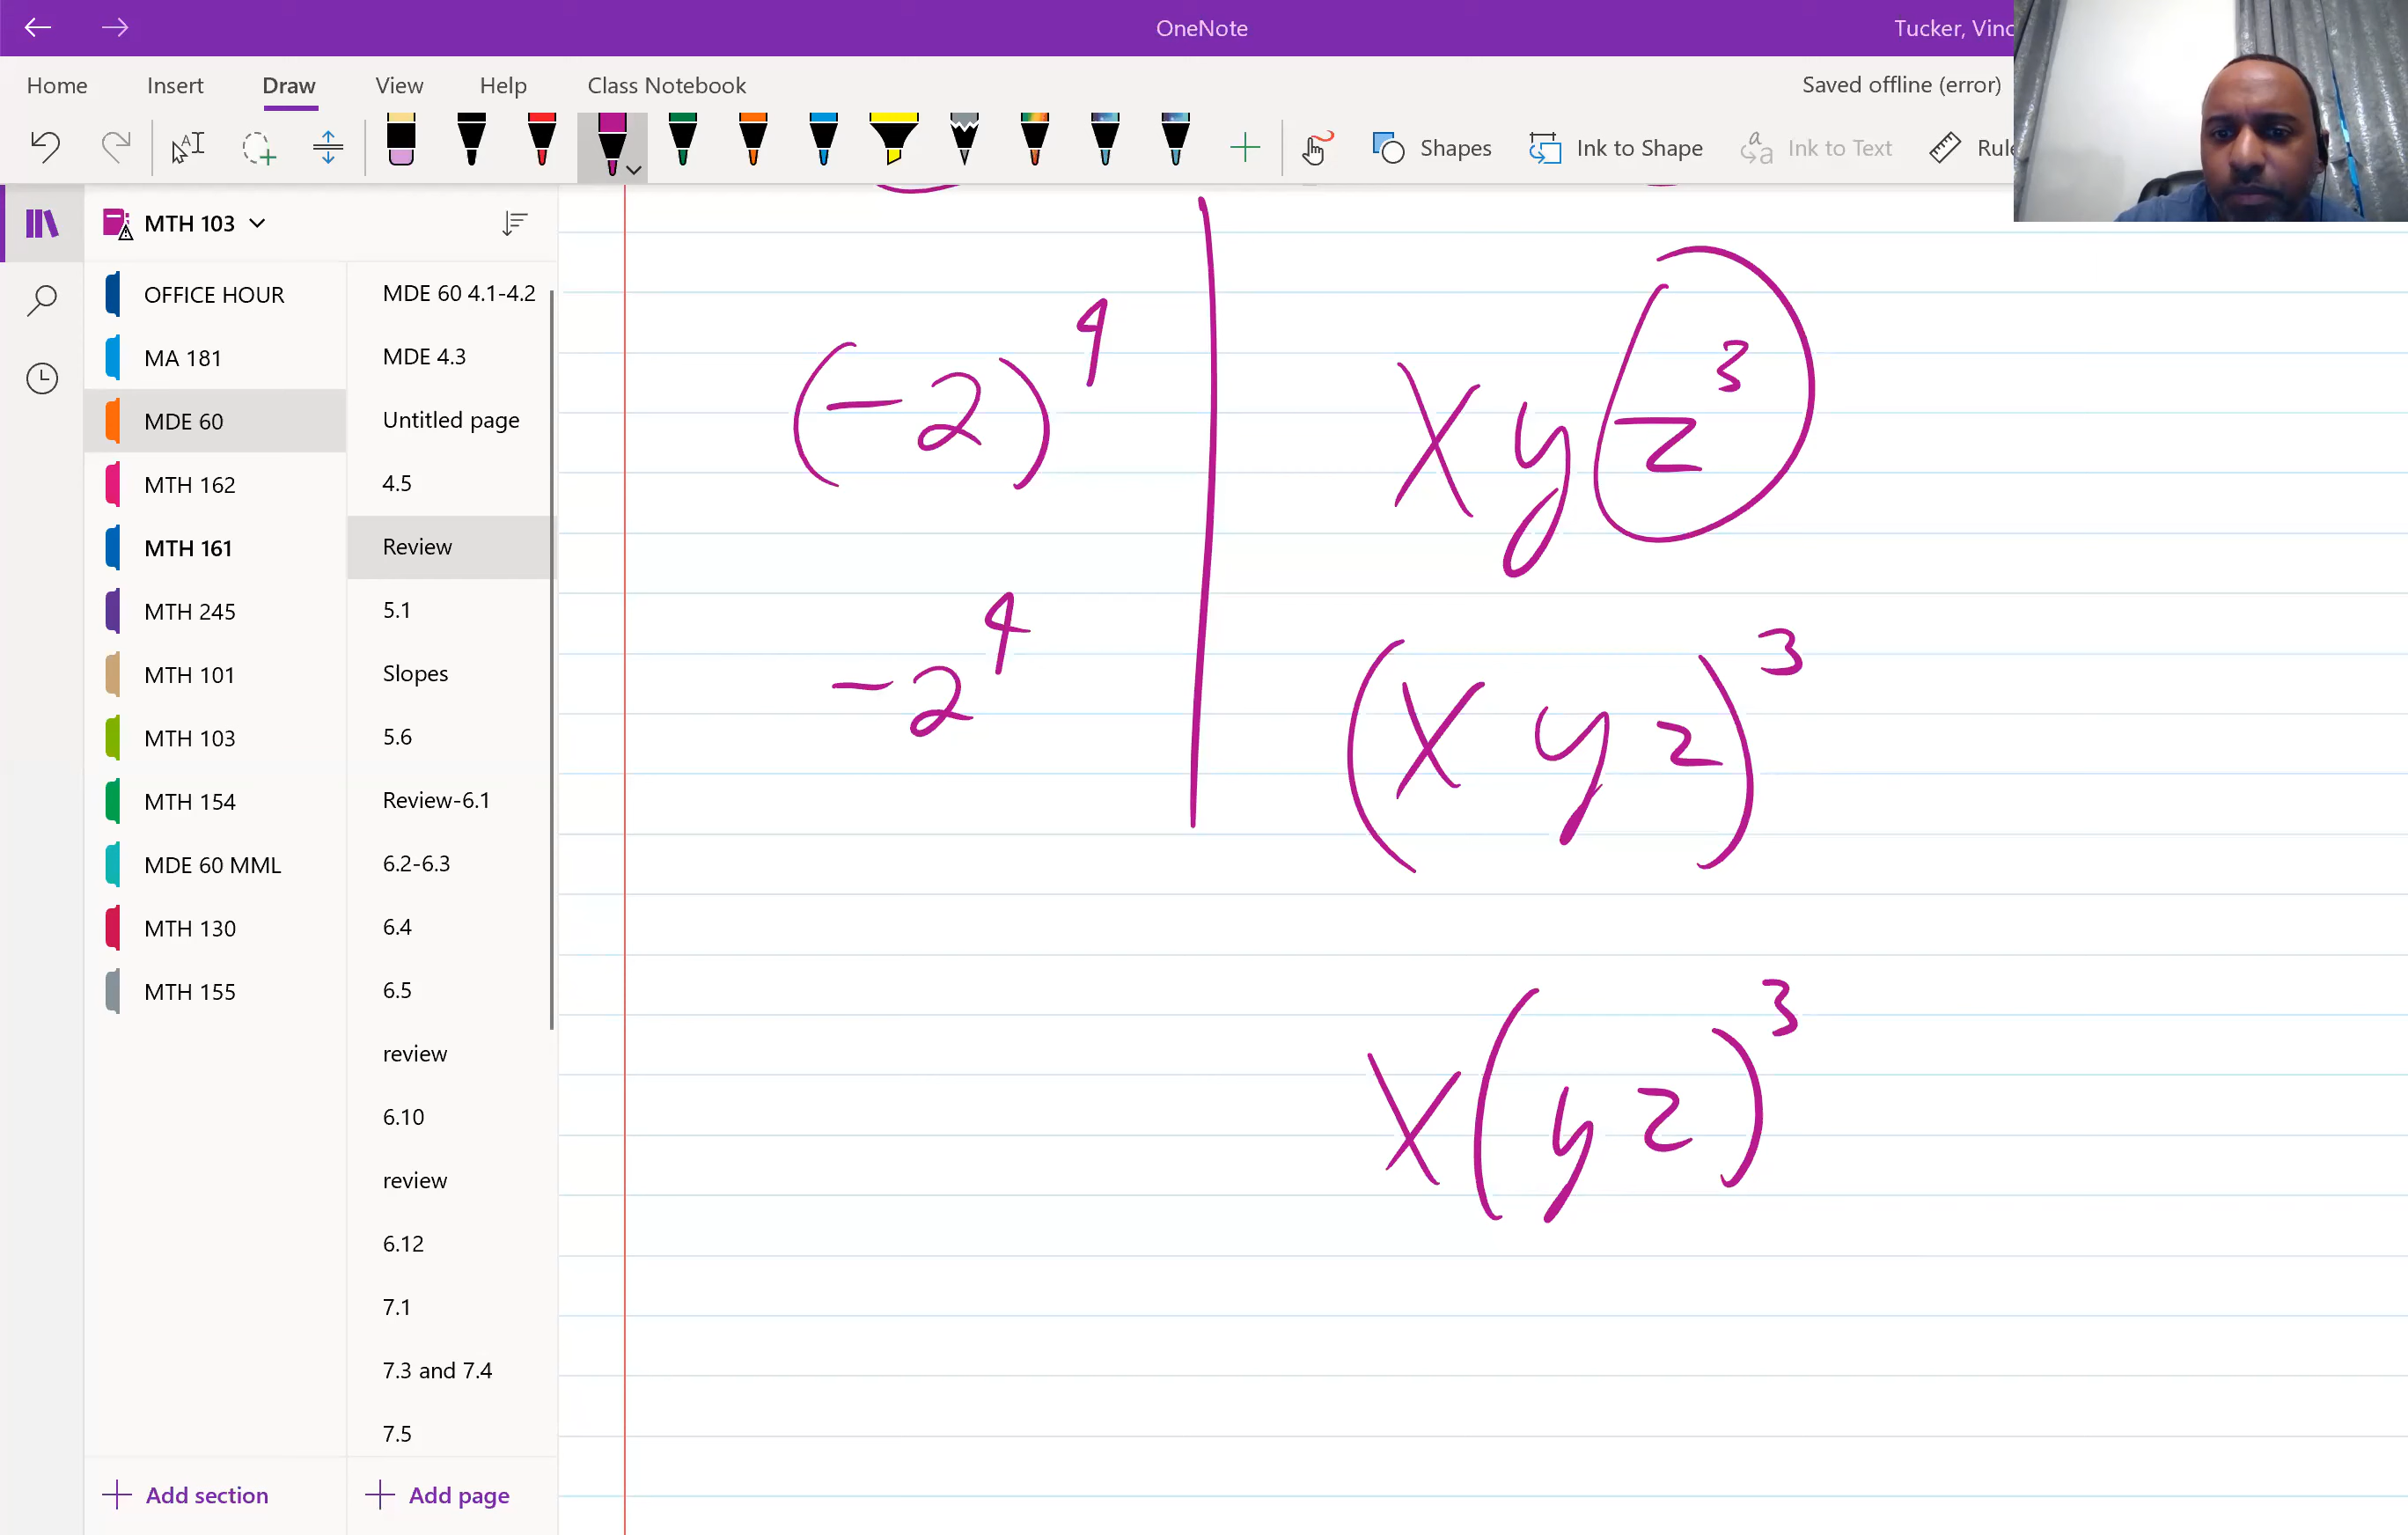 OneNote
Tucker, Vinc
Home Insert Draw View Help Class Notebook
Saved offline (error)
Shapes Ink to Shape Ink to Text Rule
MTH 103
OFFICE HOUR
MA 181
MDE 60
MTH 162
MTH 161
MTH 245
MTH 101
MTH 103
MTH 154
MDE 60 MML
MTH 130
MTH 155
Add section
MDE 60 4.1-4.2
MDE 4.3
Untitled page
4.5
Review
5.1
Slopes
5.6
Review-6.1
6.2-6.3
6.4
6.5
review
6.10
review
6.12
7.1
7.3 and 7.4
7.5
Add page
(-2)⁴
-2⁴
xyz³
(xyz)³
x(yz)³